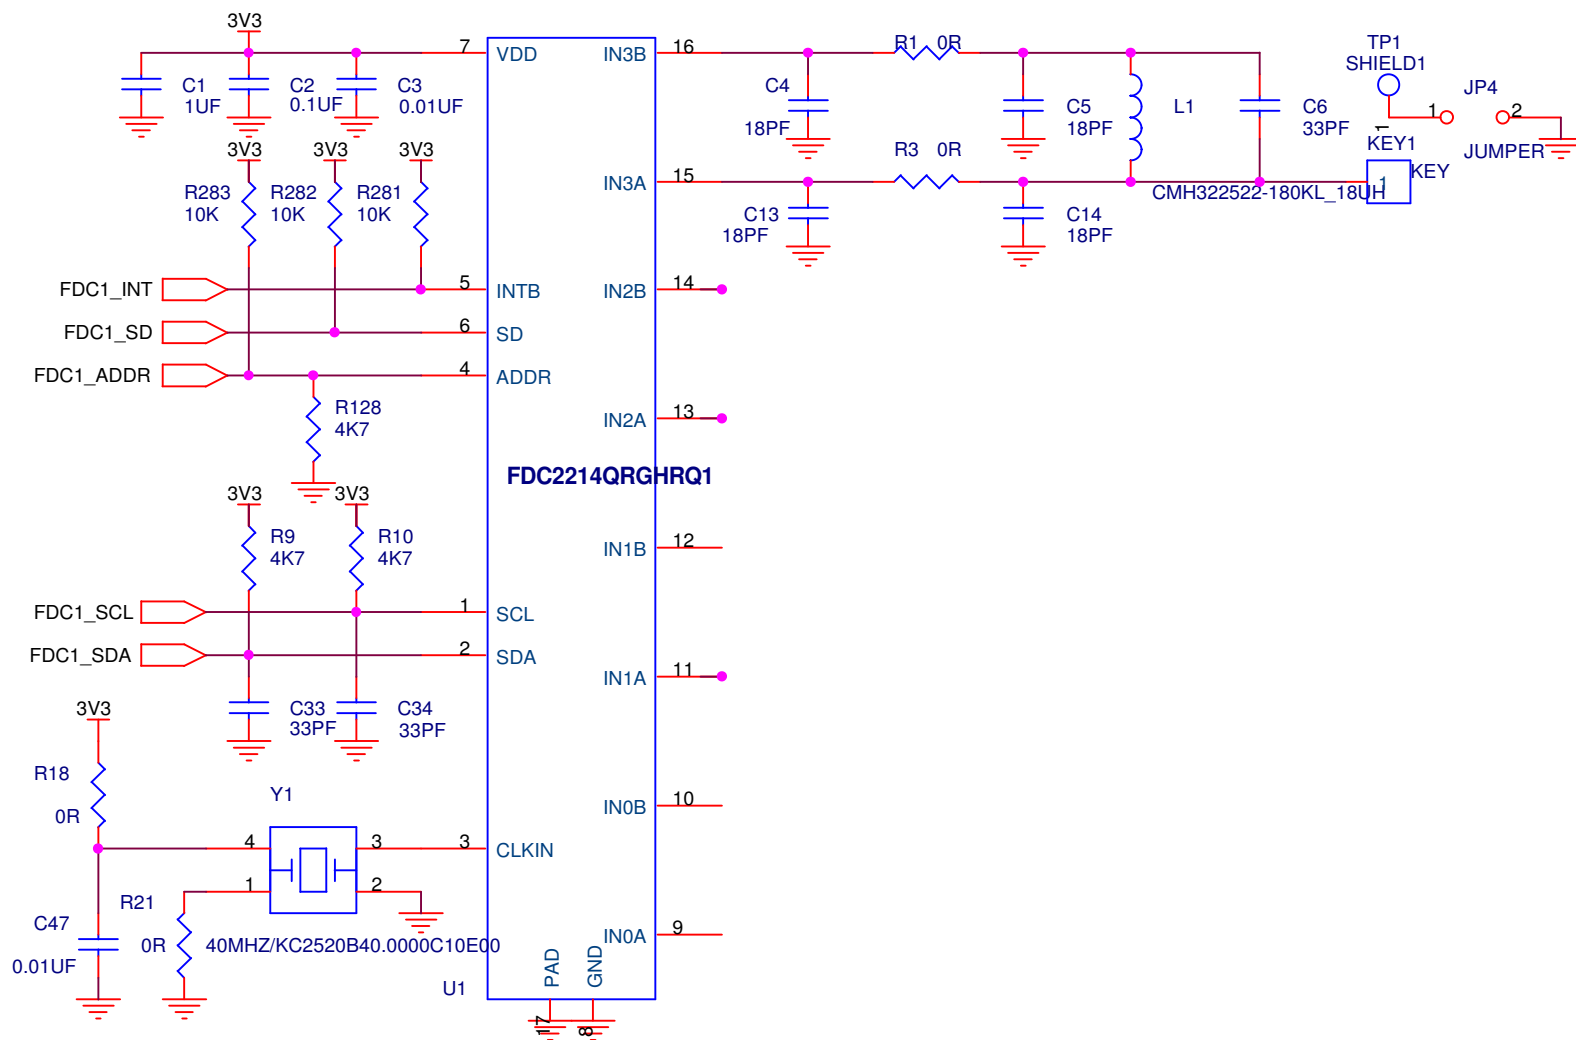 3V3
7
VDD
IN3B
16
R1 0R
TP1
SHIELD1
JP4
C1
1UF
C2
0.1UF
C3
0.01UF
C4
18PF
C5
18PF
L1
C6
33PF
1
1
2
KEY1
JUMPER
3V3
3V3
3V3
R3 0R
R283
10K
R282
10K
R281
10K
IN3A
15
CMH322522-180KL_18UH
1
KEY
C13
18PF
C14
18PF
FDC1_INT
5
INTB
IN2B
14
FDC1_SD
6
SD
FDC1_ADDR
4
ADDR
R128
4K7
IN2A
13
FDC2214QRGHRQ1
3V3
3V3
R9
4K7
R10
4K7
IN1B
12
FDC1_SCL
1
SCL
FDC1_SDA
2
SDA
IN1A
11
C33
33PF
C34
33PF
3V3
R18
0R
Y1
IN0B
10
4
3
3
CLKIN
1
2
R21
0R
C47
0.01UF
40MHZ/KC2520B40.0000C10E00
IN0A
9
PAD
GND
U1
17
8